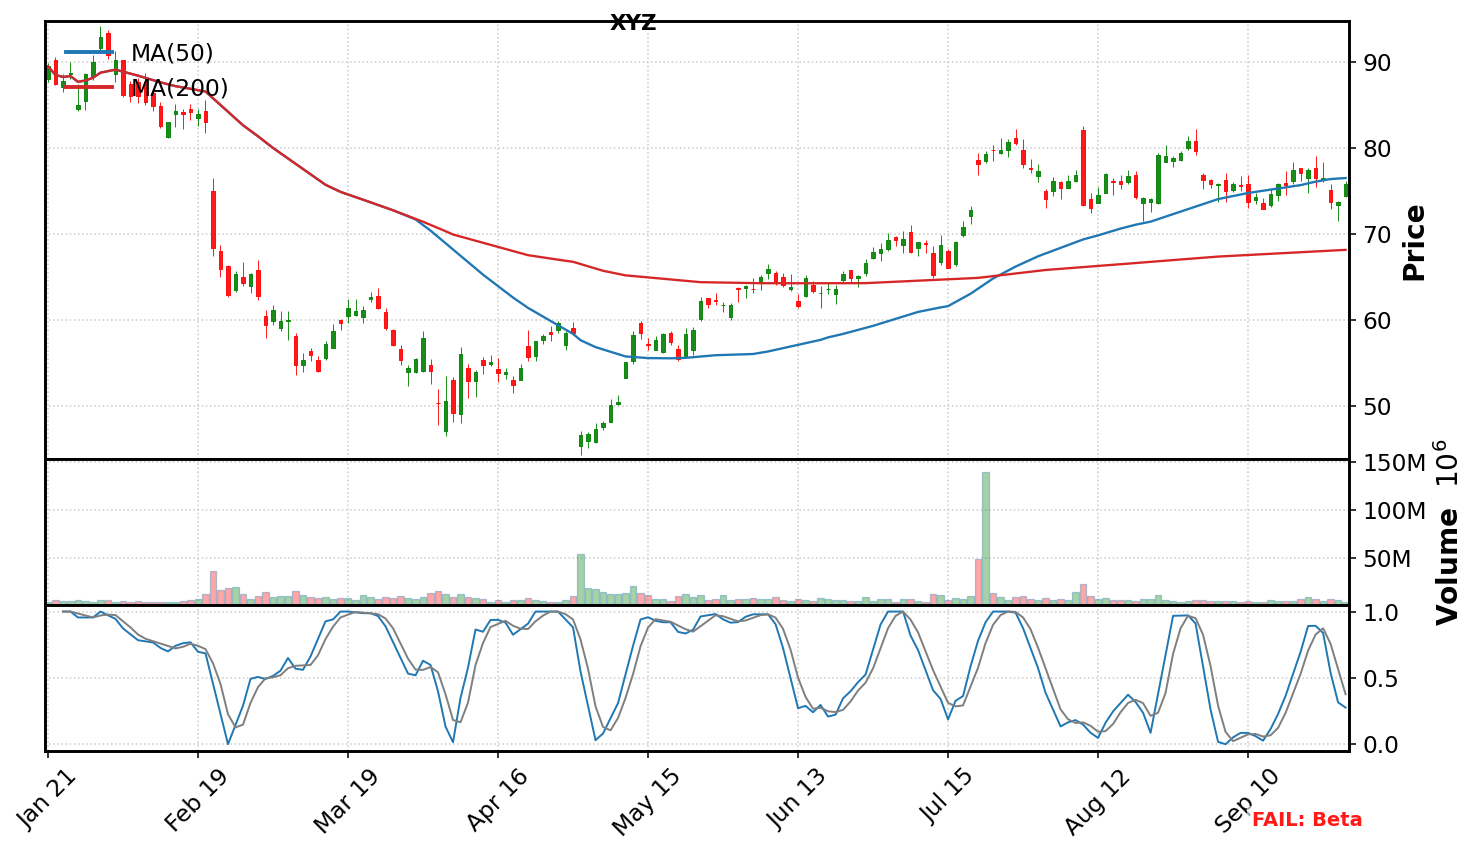 XYZ
MA(50)
MA(200)
90
80
70
60
50
Price
150M
100M
50M
Volume 10^6
1.0
0.5
0.0
Jan 21
Feb 19
Mar 19
Apr 16
May 15
Jun 13
Jul 15
Aug 12
Sep 10
FAIL: Beta